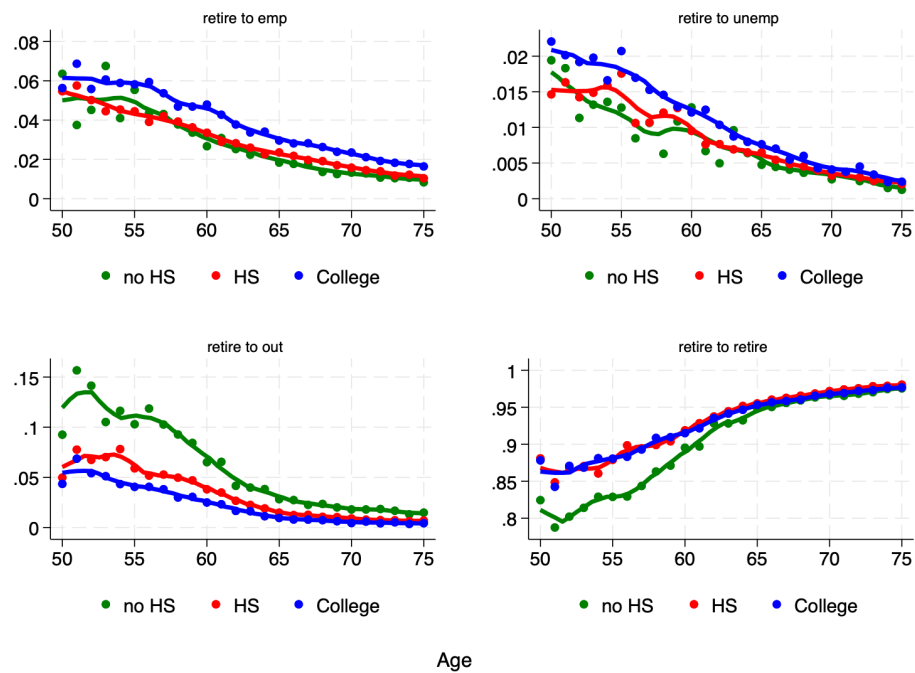 retire to emp
.08
.06
.04
.02
0
50 55 60 65 70 75
no HS HS College
retire to unemp
.02
.015
.01
.005
0
50 55 60 65 70 75
no HS HS College
retire to out
.15
.1
.05
0
50 55 60 65 70 75
no HS HS College
retire to retire
1
.95
.9
.85
.8
50 55 60 65 70 75
no HS HS College
Age